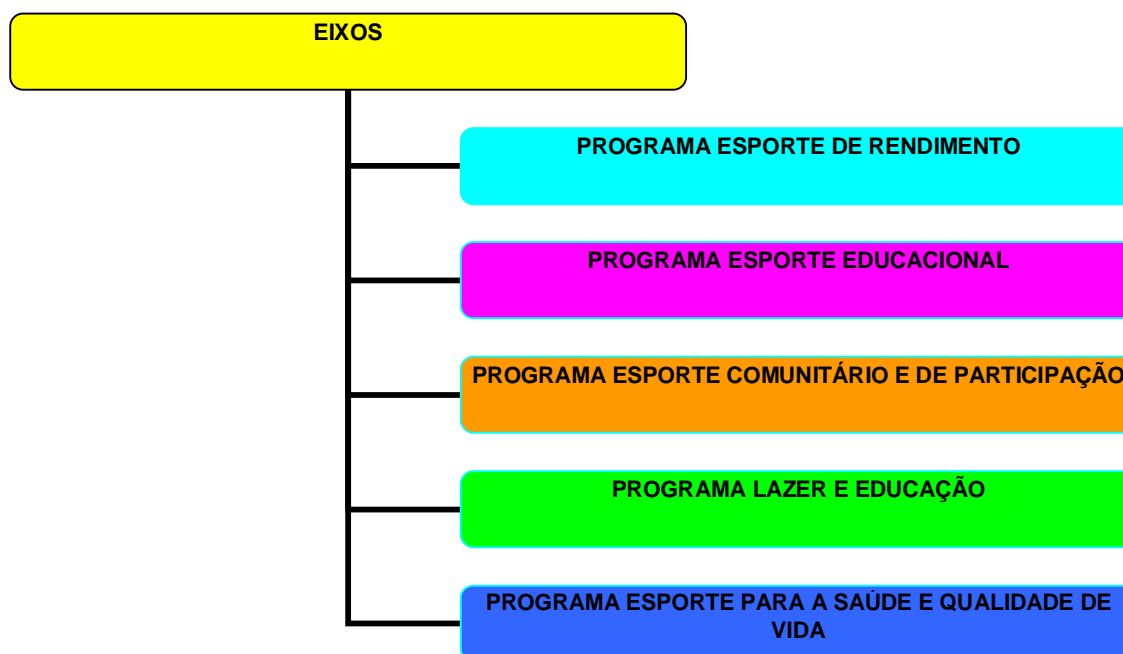 EIXOS
PROGRAMA ESPORTE DE RENDIMENTO
PROGRAMA ESPORTE EDUCACIONAL
PROGRAMA ESPORTE COMUNITÁRIO E DE PARTICIPAÇÃO
PROGRAMA LAZER E EDUCAÇÃO
PROGRAMA ESPORTE PARA A SAÚDE E QUALIDADE DE
VIDA